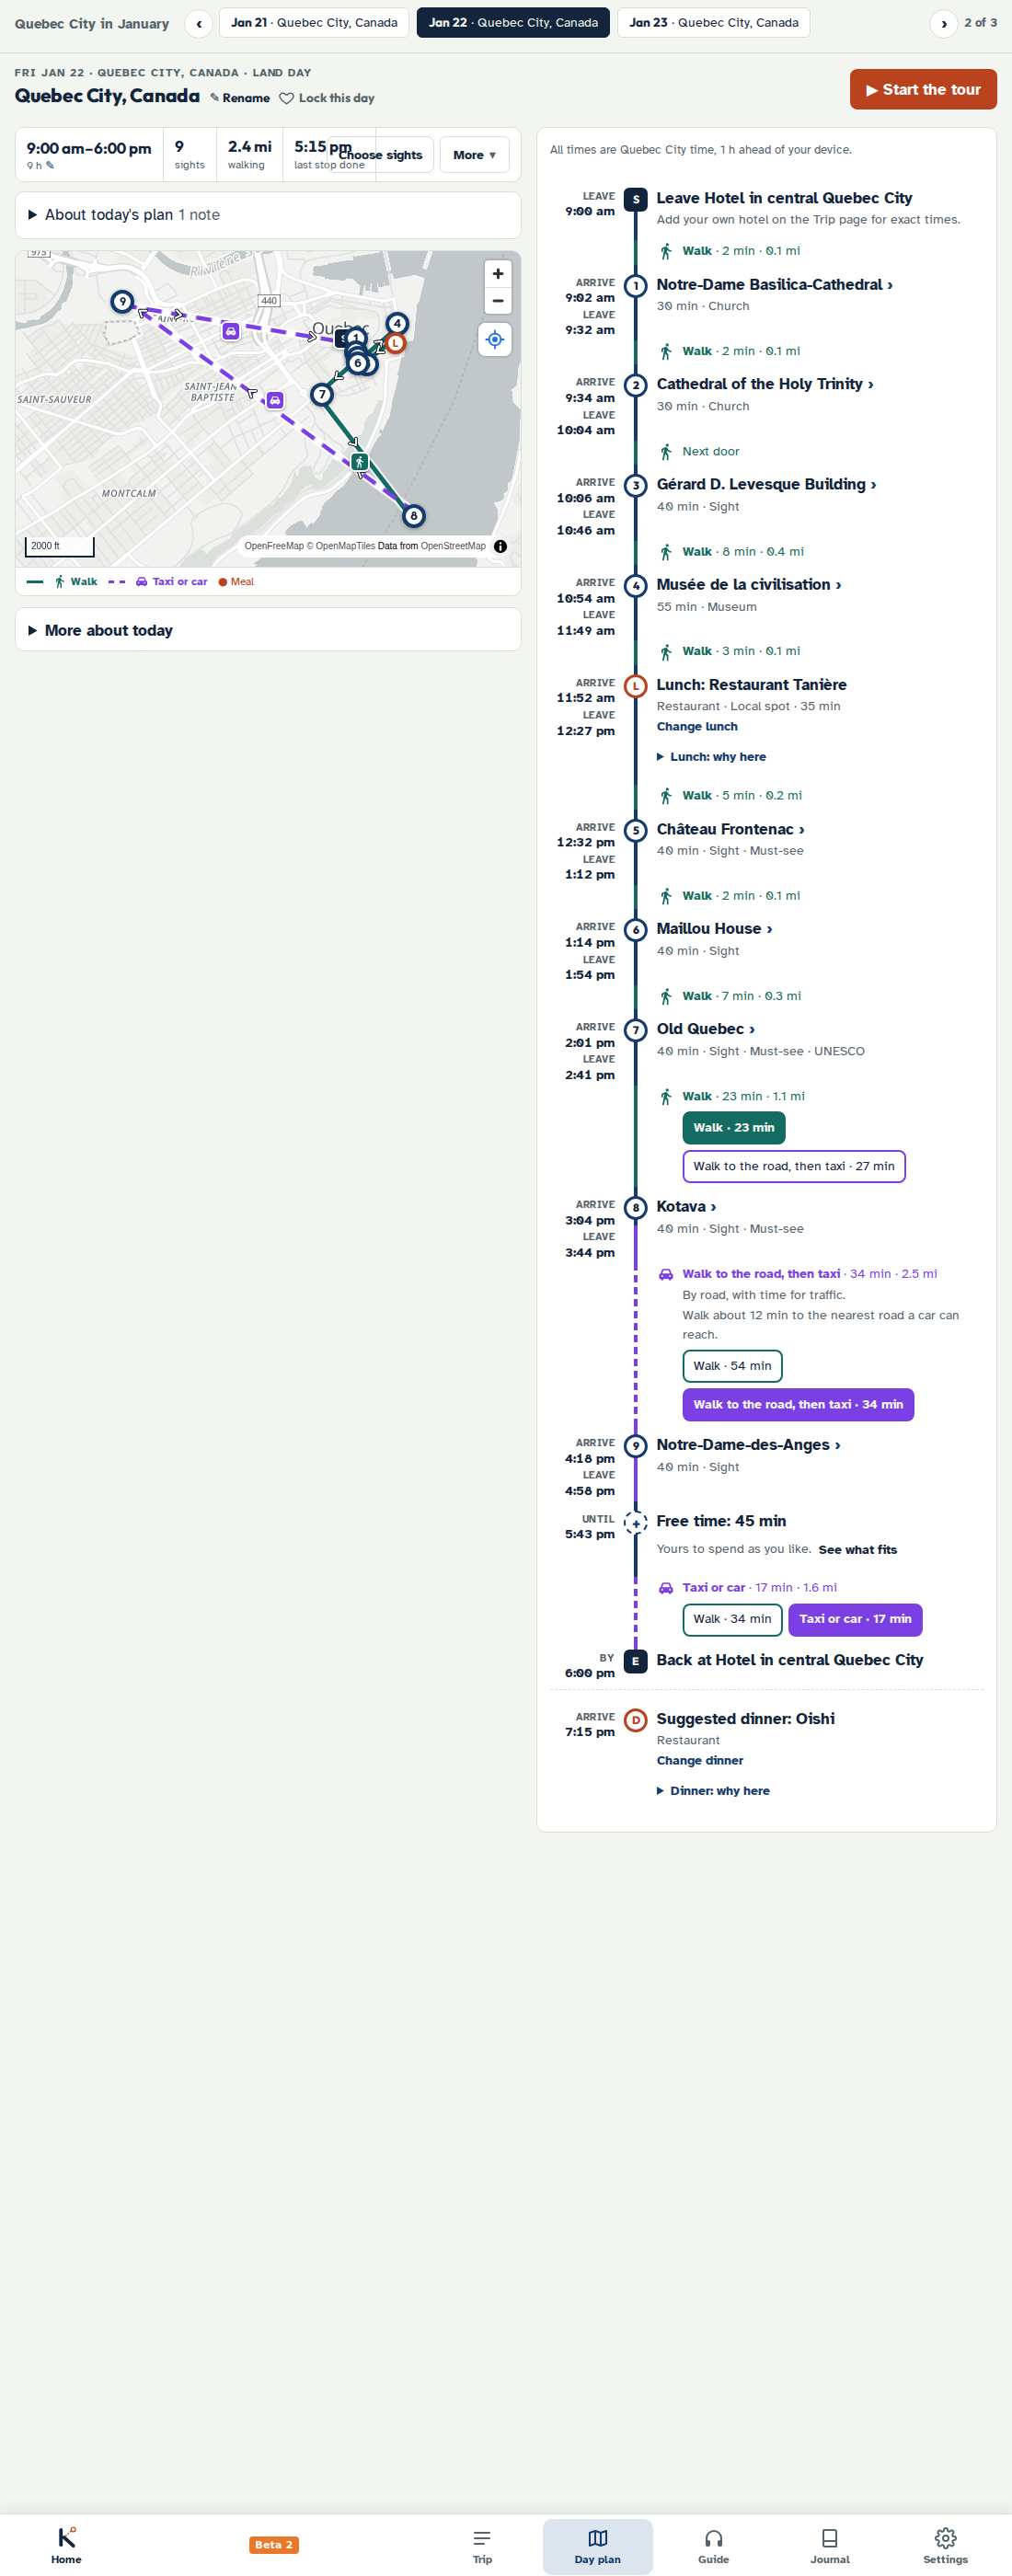 Quebec City in January
‹
Jan 21 · Quebec City, Canada
Jan 22 · Quebec City, Canada
Jan 23 · Quebec City, Canada
›
2 of 3
FRI JAN 22 · QUEBEC CITY, CANADA · LAND DAY
Quebec City, Canada ✎ Rename Lock this day
▶ Start the tour
9:00 am–6:00 pm
9 h ✎
9
sights
2.4 mi
walking
5:15 pm
last stop done
Choose sights
More ▾
▶ About today's plan 1 note
975
Rivière
440
Quebec
SAINT-JEAN-
BAPTISTE
SAINT-SAUVEUR
MONTCALM
9
S
1
4
L
6
7
8
+
−
2000 ft
OpenFreeMap © OpenMapTiles Data from OpenStreetMap
Walk
Taxi or car
Meal
▶ More about today
All times are Quebec City time, 1 h ahead of your device.
LEAVE
9:00 am
S
Leave Hotel in central Quebec City
Add your own hotel on the Trip page for exact times.
Walk · 2 min · 0.1 mi
ARRIVE
9:02 am
LEAVE
9:32 am
1
Notre-Dame Basilica-Cathedral ›
30 min · Church
Walk · 2 min · 0.1 mi
ARRIVE
9:34 am
LEAVE
10:04 am
2
Cathedral of the Holy Trinity ›
30 min · Church
Next door
ARRIVE
10:06 am
LEAVE
10:46 am
3
Gérard D. Levesque Building ›
40 min · Sight
Walk · 8 min · 0.4 mi
ARRIVE
10:54 am
LEAVE
11:49 am
4
Musée de la civilisation ›
55 min · Museum
Walk · 3 min · 0.1 mi
ARRIVE
11:52 am
LEAVE
12:27 pm
L
Lunch: Restaurant Tanière
Restaurant · Local spot · 35 min
Change lunch
▶ Lunch: why here
Walk · 5 min · 0.2 mi
ARRIVE
12:32 pm
LEAVE
1:12 pm
5
Château Frontenac ›
40 min · Sight · Must-see
Walk · 2 min · 0.1 mi
ARRIVE
1:14 pm
LEAVE
1:54 pm
6
Maillou House ›
40 min · Sight
Walk · 7 min · 0.3 mi
ARRIVE
2:01 pm
LEAVE
2:41 pm
7
Old Quebec ›
40 min · Sight · Must-see · UNESCO
Walk · 23 min · 1.1 mi
Walk · 23 min
Walk to the road, then taxi · 27 min
ARRIVE
3:04 pm
LEAVE
3:44 pm
8
Kotava ›
40 min · Sight · Must-see
Walk to the road, then taxi · 34 min · 2.5 mi
By road, with time for traffic.
Walk about 12 min to the nearest road a car can
reach.
Walk · 54 min
Walk to the road, then taxi · 34 min
ARRIVE
4:18 pm
LEAVE
4:58 pm
9
Notre-Dame-des-Anges ›
40 min · Sight
UNTIL
5:43 pm
+
Free time: 45 min
Yours to spend as you like. See what fits
Taxi or car · 17 min · 1.6 mi
Walk · 34 min
Taxi or car · 17 min
BY
6:00 pm
E
Back at Hotel in central Quebec City
ARRIVE
7:15 pm
D
Suggested dinner: Oishi
Restaurant
Change dinner
▶ Dinner: why here
Home
Beta 2
Trip
Day plan
Guide
Journal
Settings